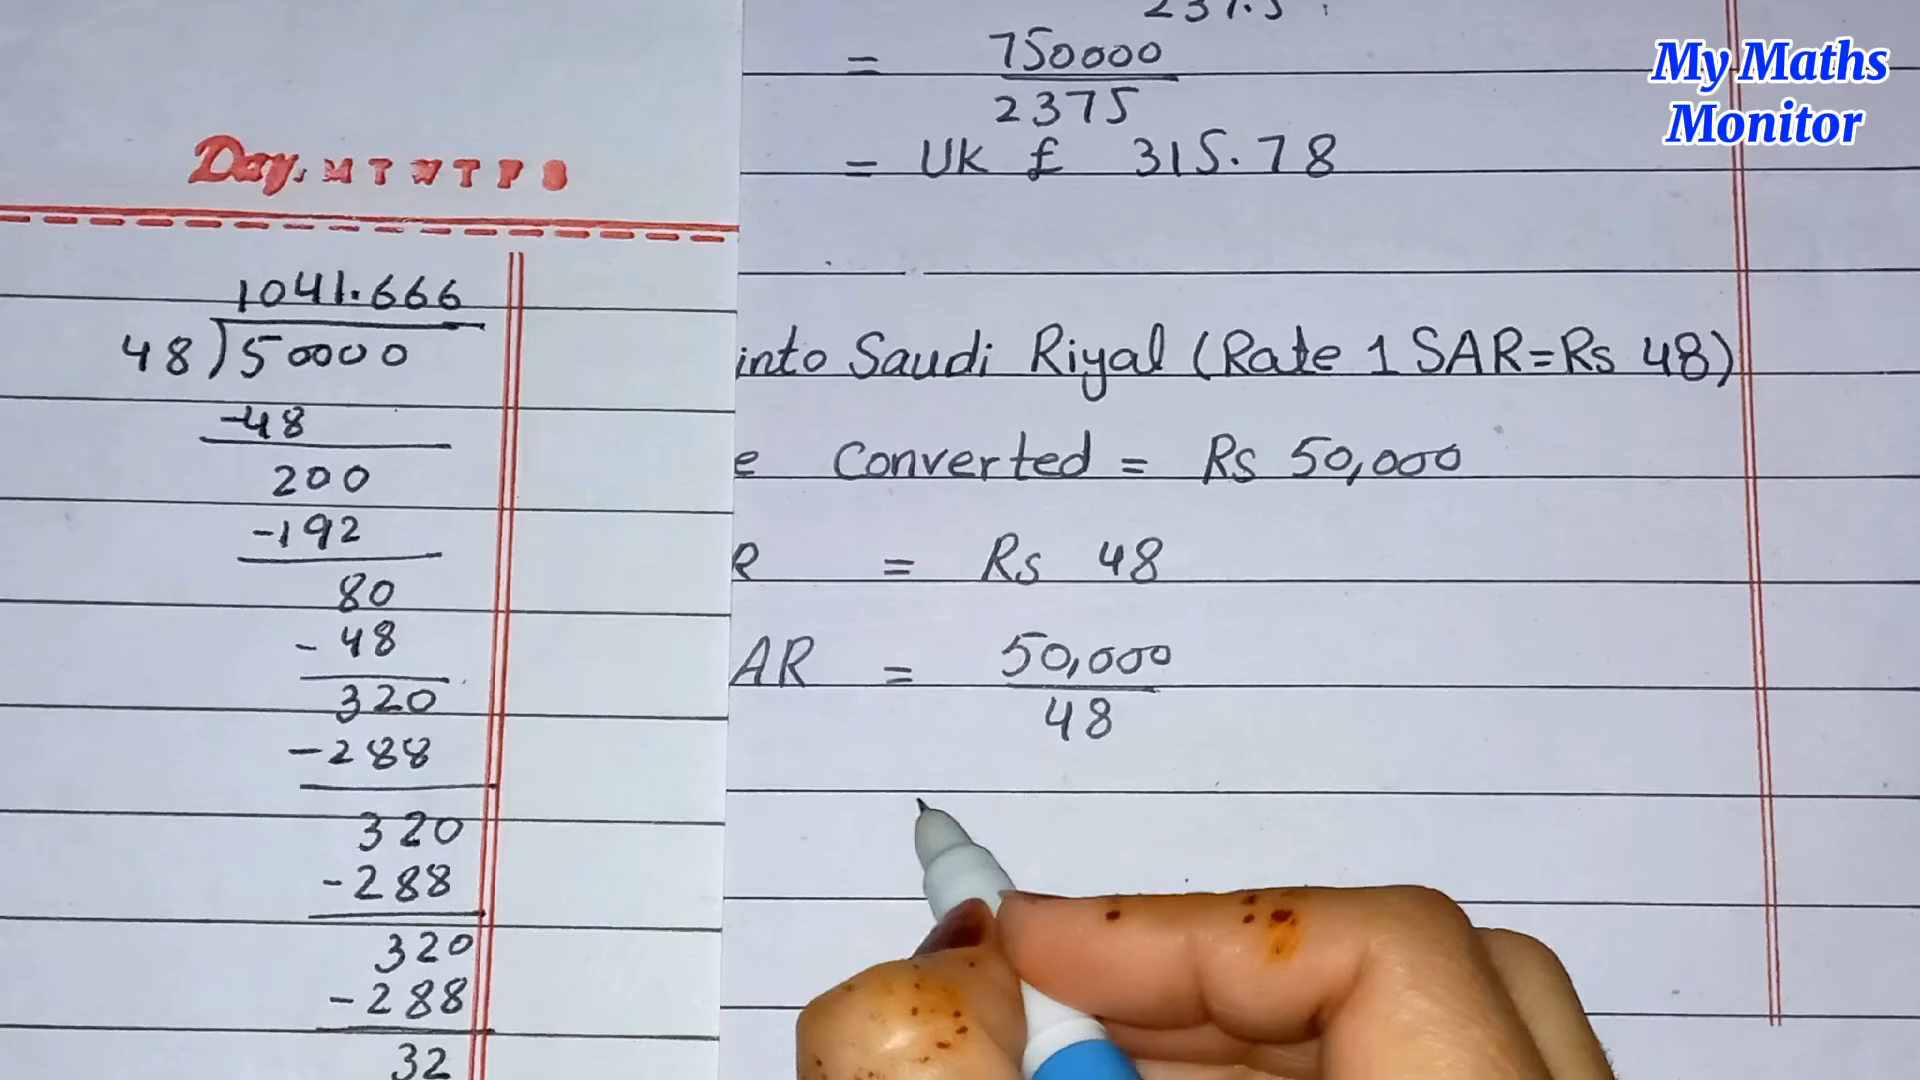 My Maths
Monitor
Day. M T W T F S
1041.666
48)50000
-48
200
-192
80
- 48
320
-288
320
-288
320
-288
32
237.5
= 750000
2375
= UK £ 315.78
into Saudi Riyal (Rate 1 SAR=Rs 48)
e Converted = Rs 50,000
R = Rs 48
AR = 50,000
48